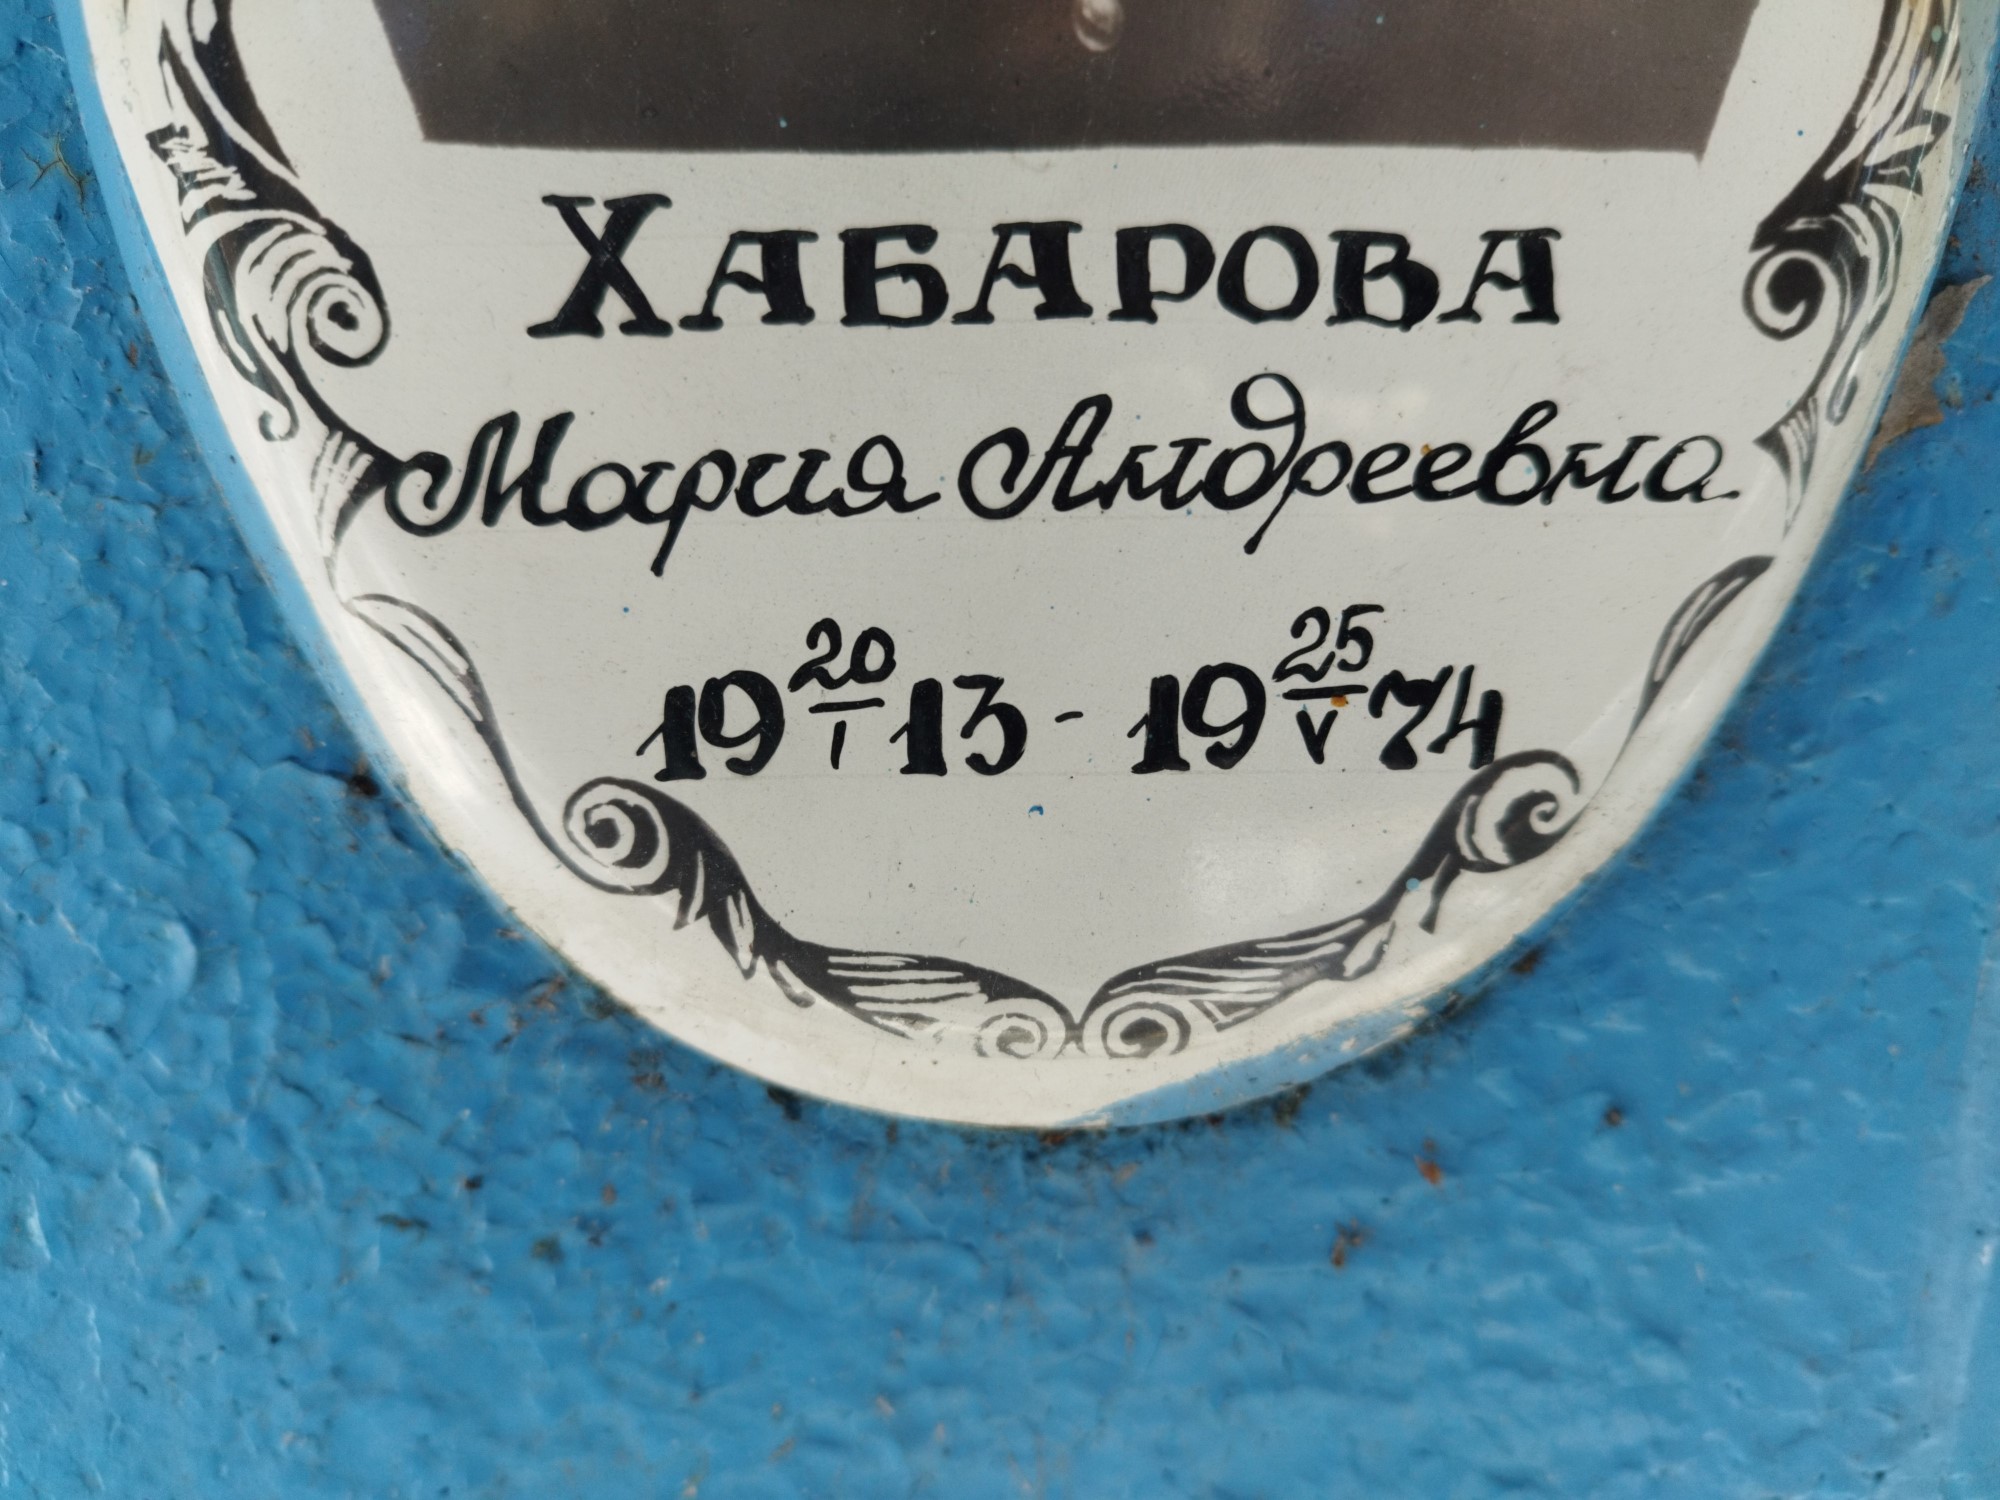 ХАБАРОВА
Мария Андреевна
19 20/I 13 - 19 25/V 74